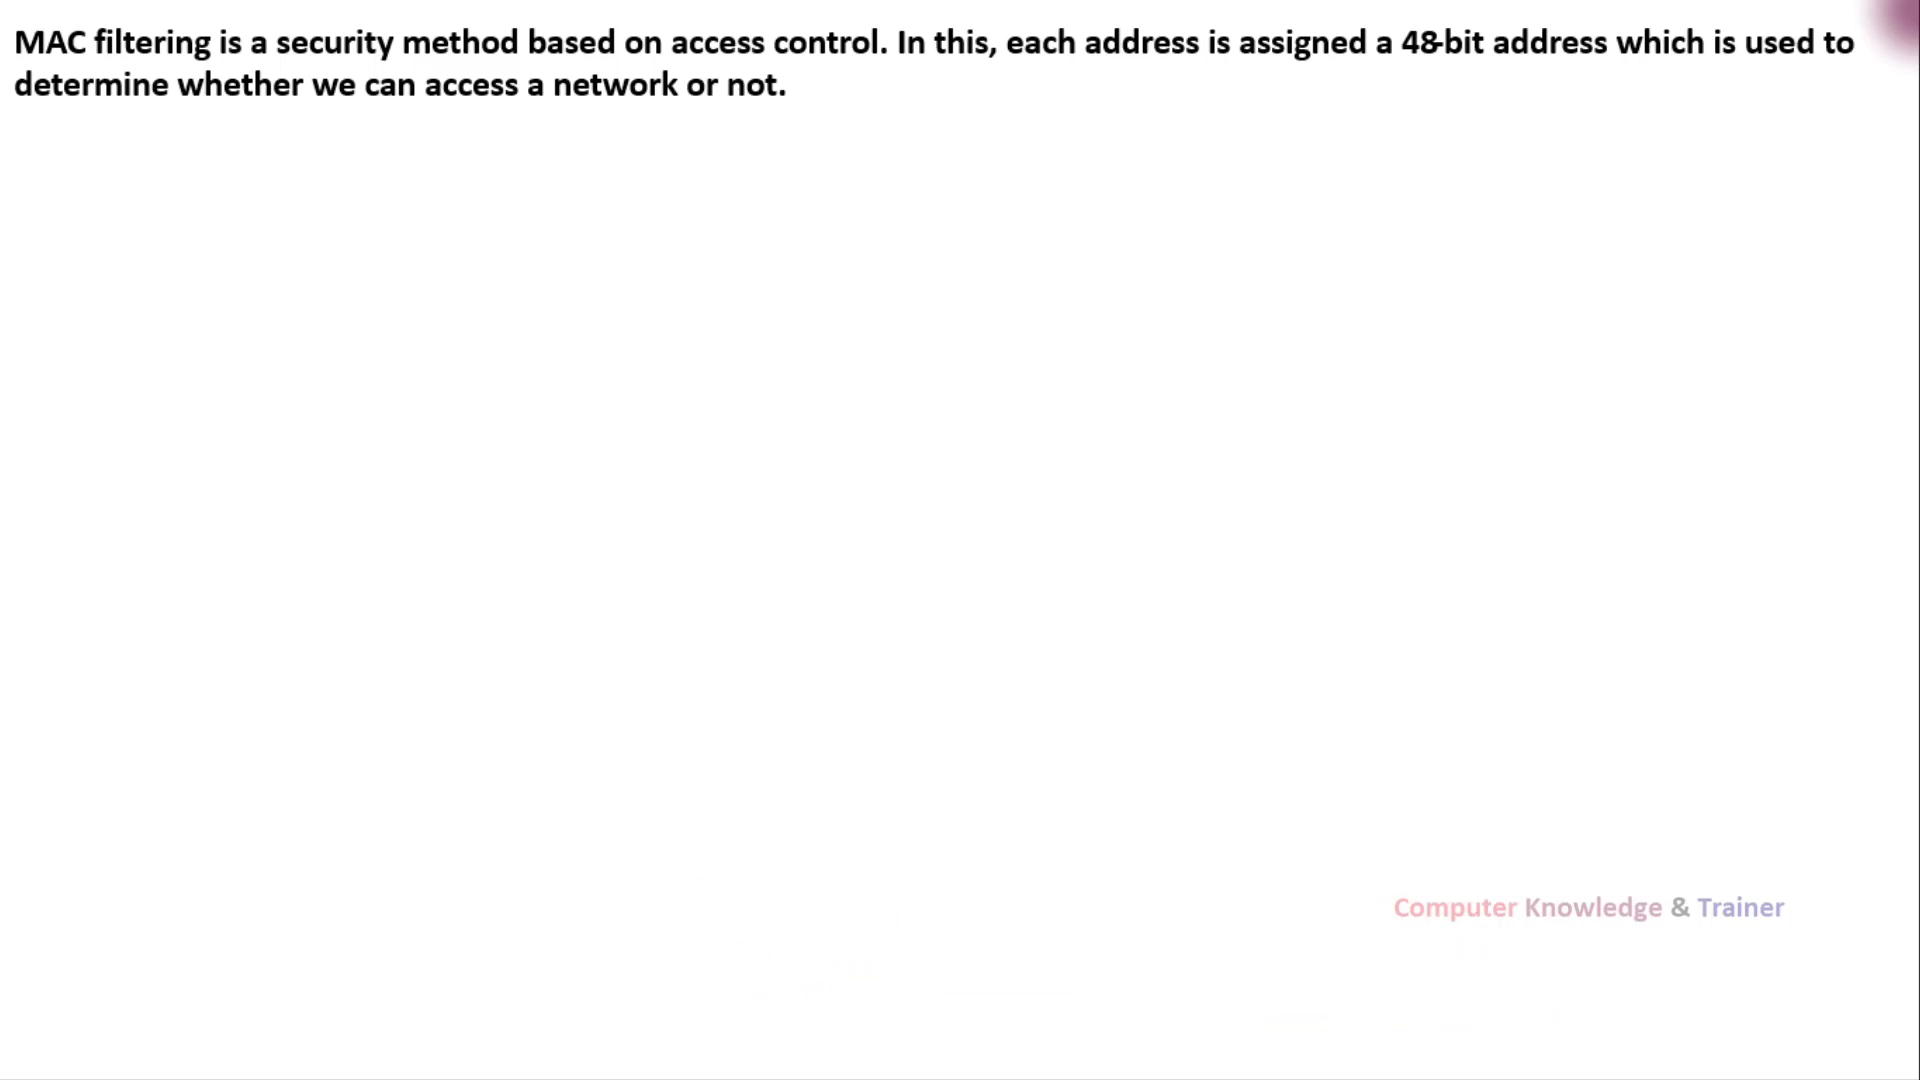 MAC filtering is a security method based on access control. In this, each address is assigned a 48-bit address which is used to
determine whether we can access a network or not.
Computer Knowledge & Trainer